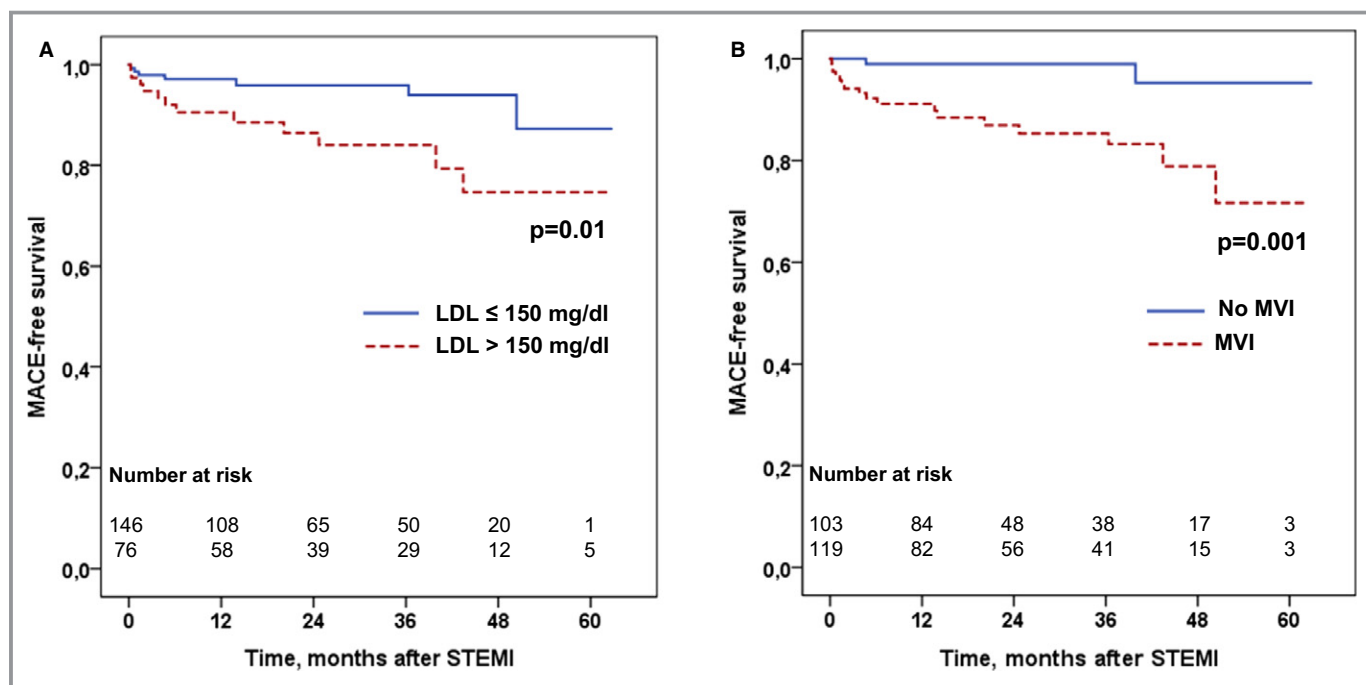 A
1,0
0,8
0,6
0,4
0,2
0,0
MACE-free survival
p=0.01
LDL ≤ 150 mg/dl
LDL > 150 mg/dl
Number at risk
146 108 65 50 20 1
76 58 39 29 12 5
0 12 24 36 48 60
Time, months after STEMI
B
1,0
0,8
0,6
0,4
0,2
0,0
MACE-free survival
p=0.001
No MVI
MVI
Number at risk
103 84 48 38 17 3
119 82 56 41 15 3
0 12 24 36 48 60
Time, months after STEMI